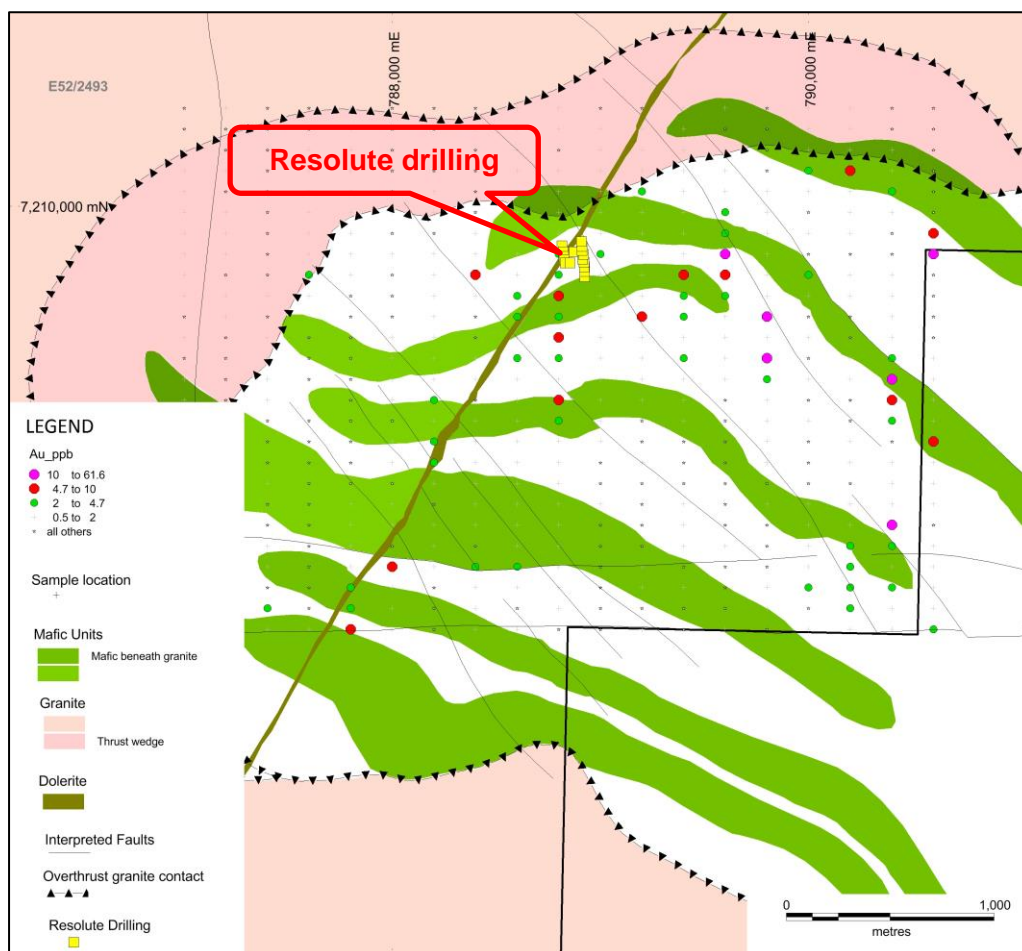 788,000 mE
790,000 mE
E52/2493
Resolute drilling
7,210,000 mN
LEGEND
Au_ppb
10 to 61.6
4.7 to 10
2 to 4.7
0.5 to 2
all others
Sample location
Mafic Units
Mafic beneath granite
Granite
Thrust wedge
Dolerite
Interpreted Faults
Overthrust granite contact
Resolute Drilling
0 1,000
metres